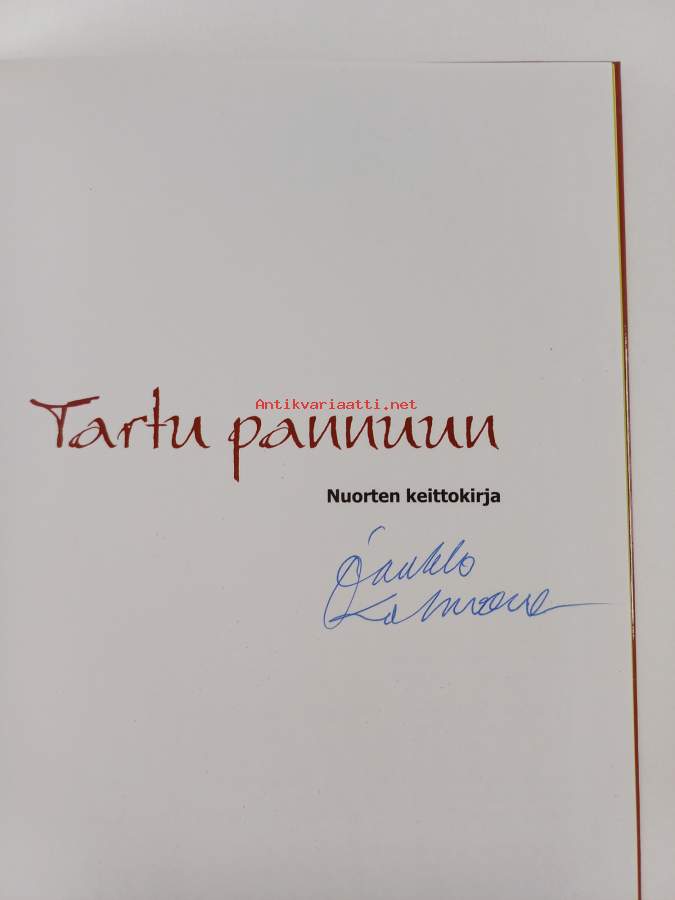 Antikvariaatti.net
Tartu pannuun
Nuorten keittokirja